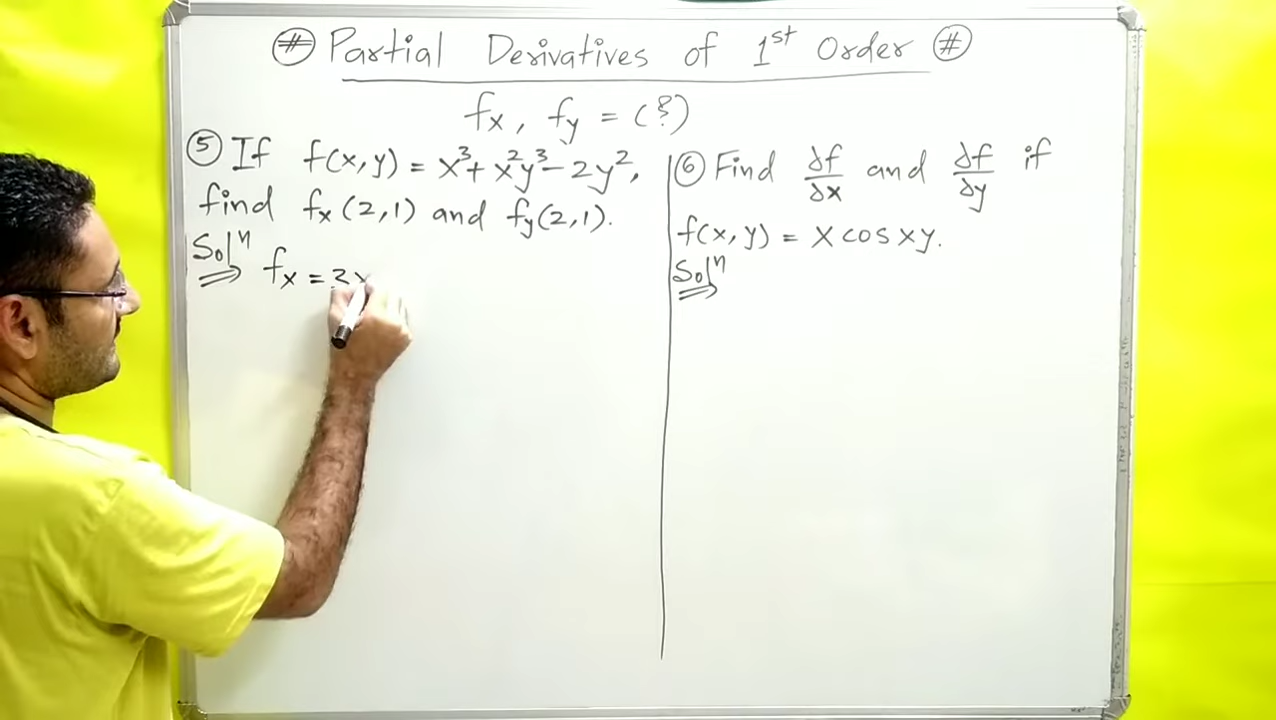 # Partial Derivatives of 1ˢᵗ Order #
fx, fy = (?)
⑤ If f(x,y) = x³+ x²y³- 2y²,
find fx(2,1) and fy(2,1).
Solⁿ
fx = 3x
⑥ Find ∂f/∂x and ∂f/∂y if
f(x,y) = x cos xy.
Solⁿ